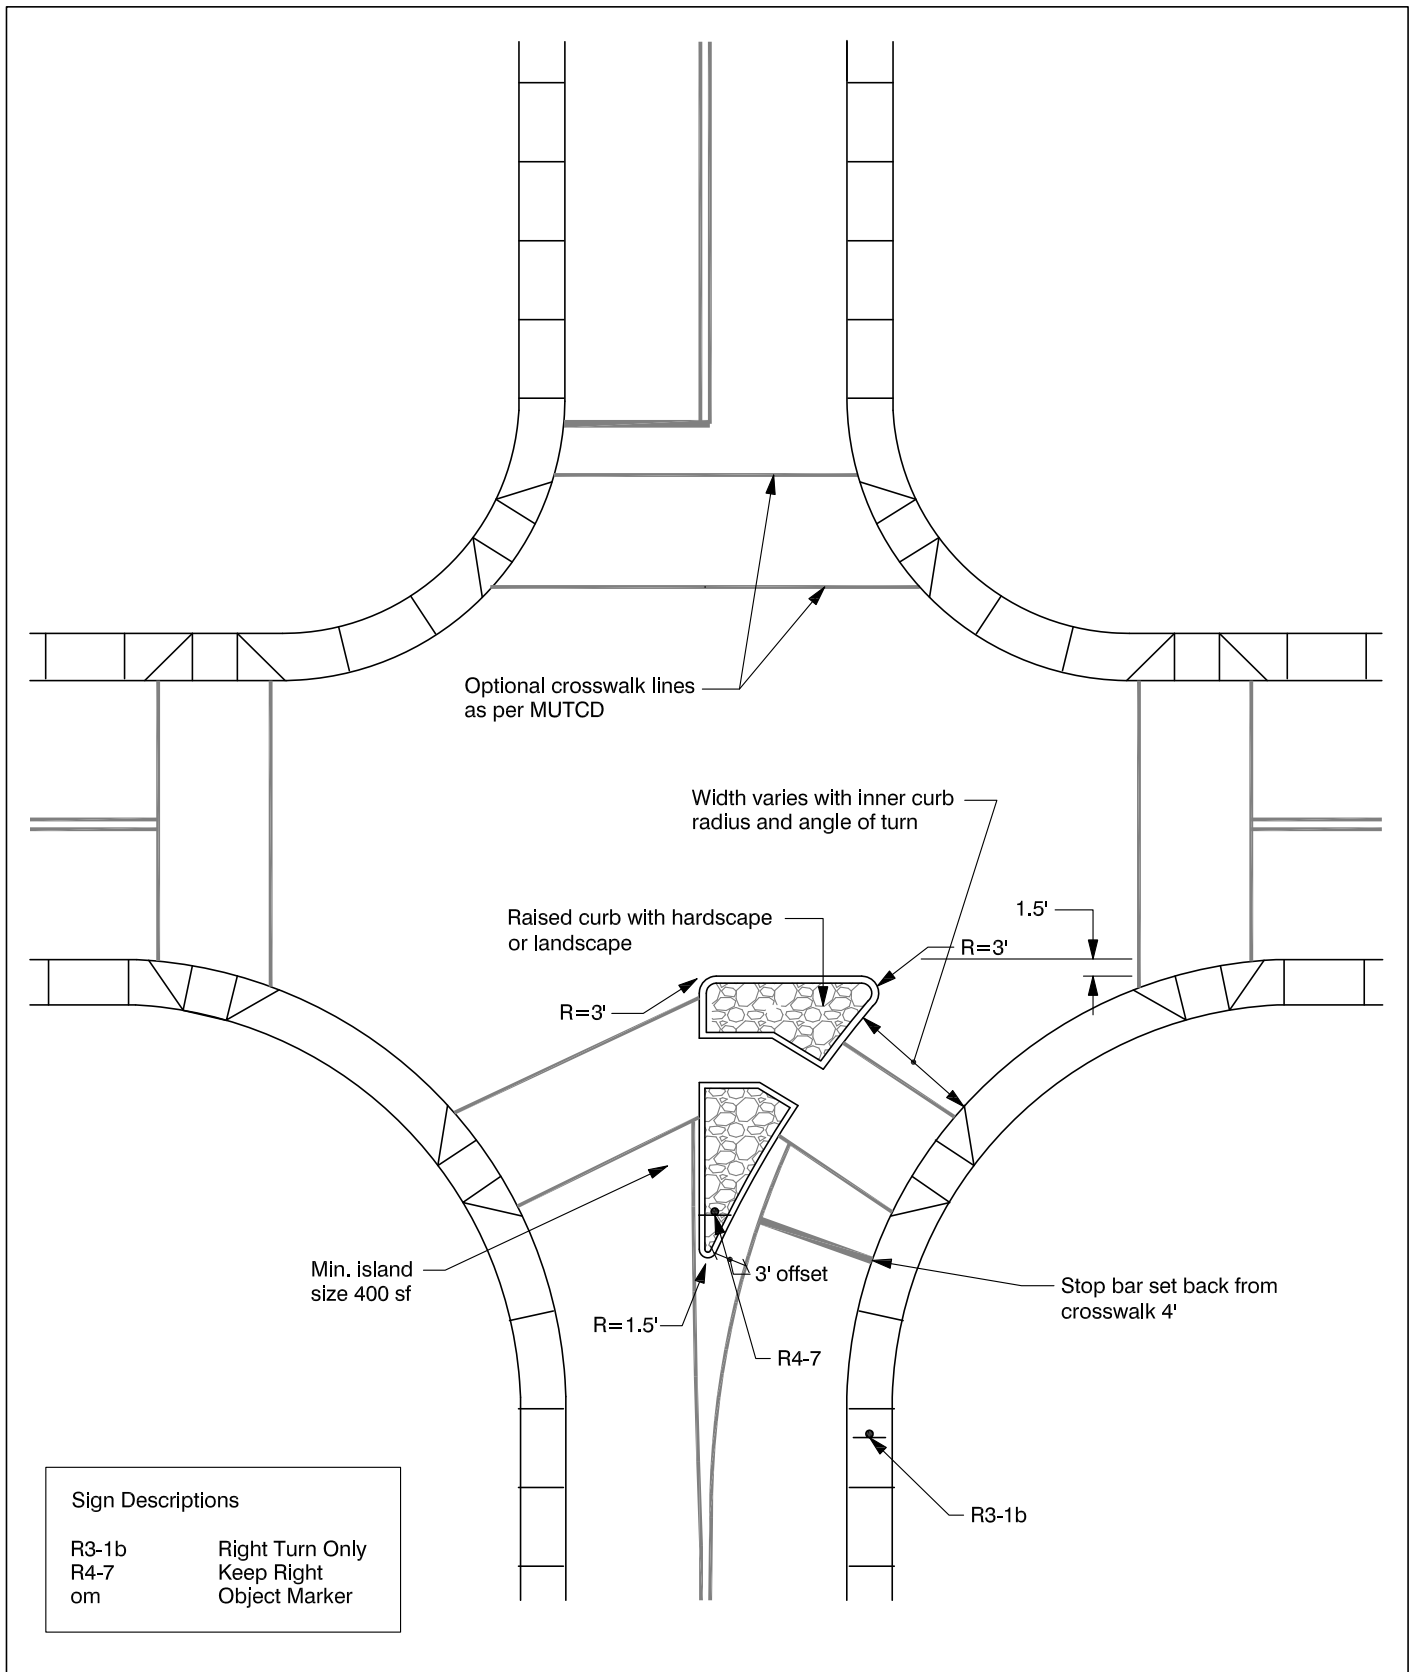 Optional crosswalk lines
as per MUTCD
Width varies with inner curb
radius and angle of turn
Raised curb with hardscape
or landscape
1.5'
R=3'
R=3'
Min. island
size 400 sf
3' offset
Stop bar set back from
crosswalk 4'
R=1.5'
R4-7
R3-1b
Sign Descriptions
R3-1b Right Turn Only
R4-7 Keep Right
om Object Marker